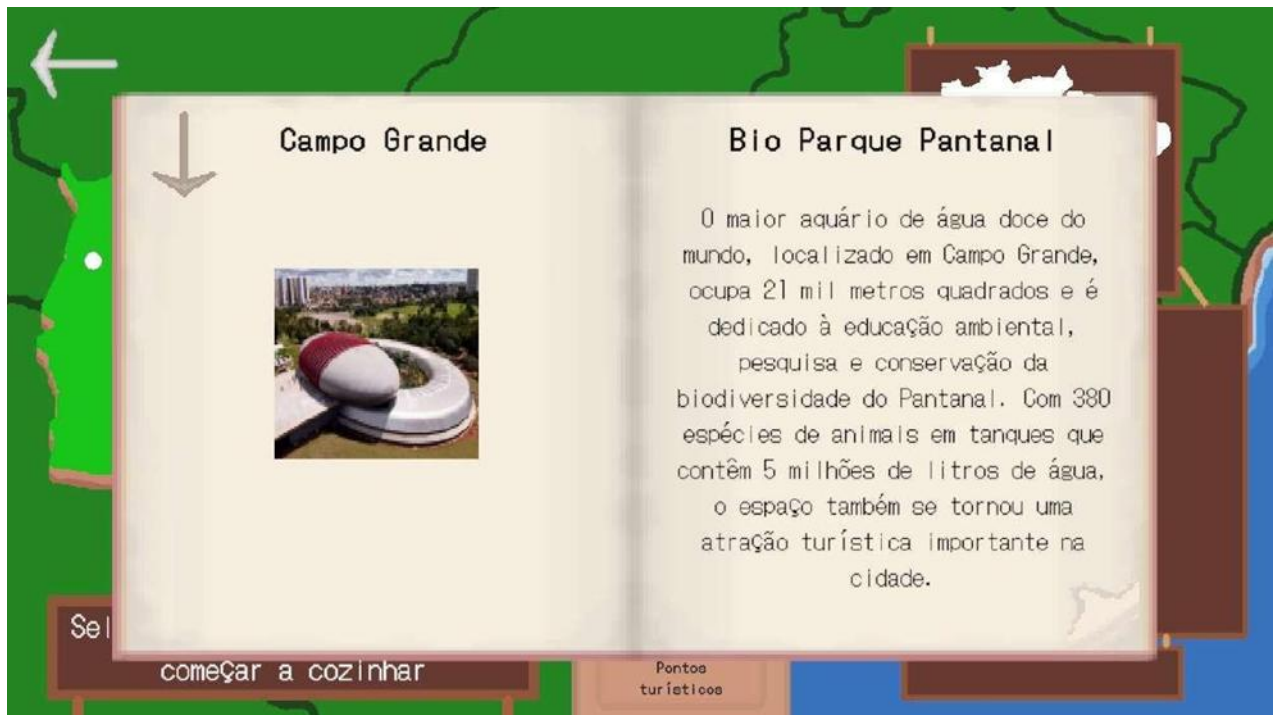 Campo Grande
Bio Parque Pantanal
O maior aquário de água doce do
mundo, localizado em Campo Grande,
ocupa 21 mil metros quadrados e é
dedicado à educação ambiental,
pesquisa e conservação da
biodiversidade do Pantanal. Com 380
espécies de animais em tanques que
contêm 5 milhões de litros de água,
o espaço também se tornou uma
atração turística importante na
cidade.
Sel
começar a cozinhar
Pontos
turísticos